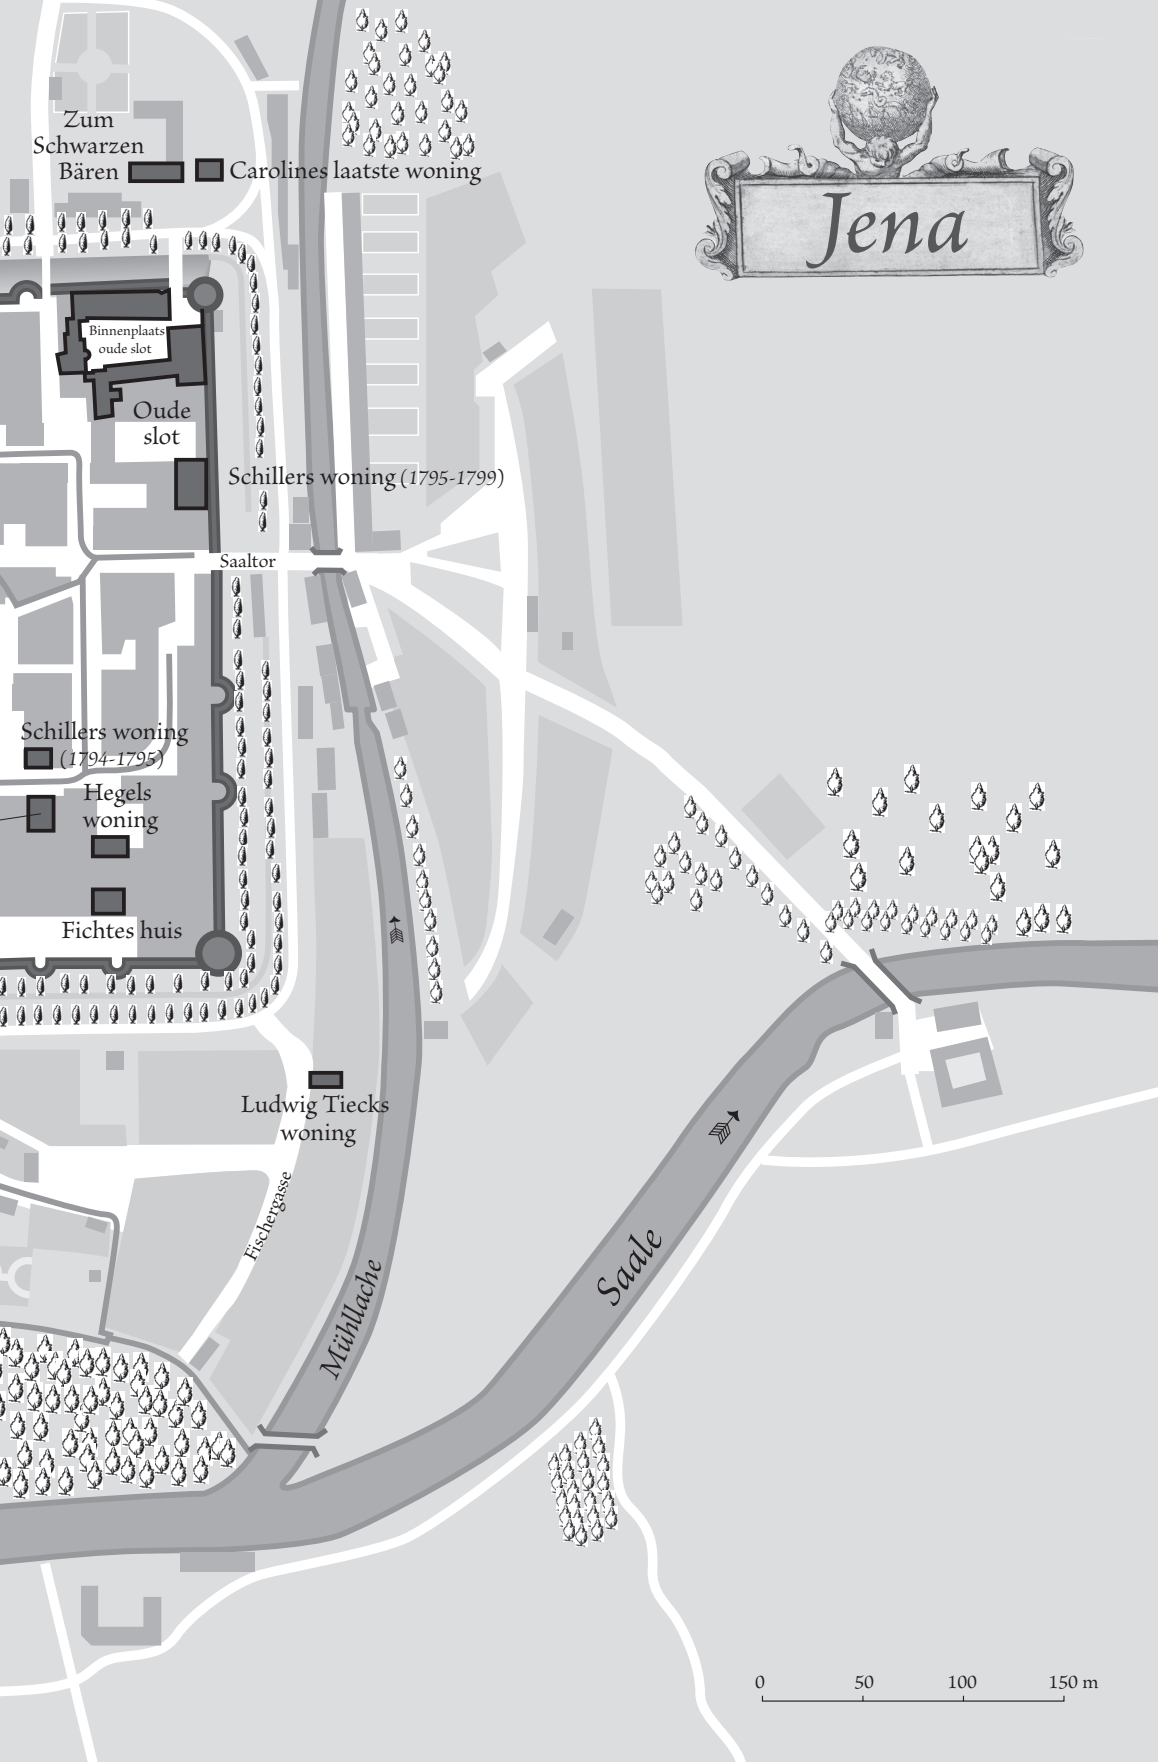 Jena
Zum
Schwarzen
Bären
Carolines laatste woning
Binnenplaats
oude slot
Oude
slot
Schillers woning (1795-1799)
Saaltor
Schillers woning
(1794-1795)
Hegels
woning
Fichtes huis
Ludwig Tiecks
woning
Fischergasse
Mühllache
Saale
0 50 100 150 m